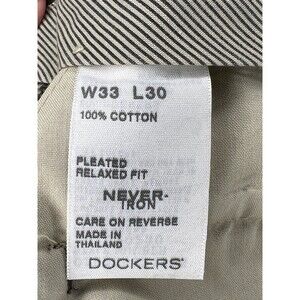 W33 L30
100% COTTON
PLEATED
RELAXED FIT
NEVER-
IRON
CARE ON REVERSE
MADE IN
THAILAND
DOCKERS®